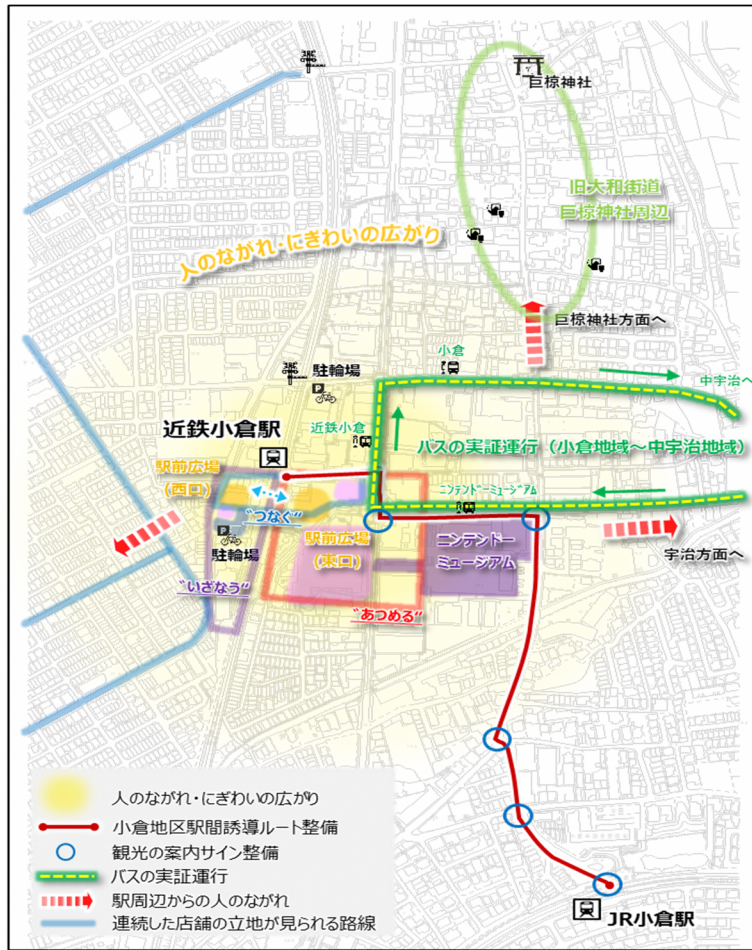 巨椋神社
旧大和街道
巨椋神社周辺
人のながれ・にぎわいの広がり
巨椋神社方面へ
小倉
駐輪場
中宇治へ
近鉄小倉
近鉄小倉駅
バスの実証運行（小倉地域～中宇治地域）
駅前広場
(西口)
ニンテンドーミュージアム
“つなぐ”
駅前広場
(東口)
ニンテンドー
ミュージアム
宇治方面へ
駐輪場
“いざなう”
“あつめる”
人のながれ・にぎわいの広がり
小倉地区駅間誘導ルート整備
観光の案内サイン整備
バスの実証運行
駅周辺からの人のながれ
連続した店舗の立地が見られる路線
JR小倉駅